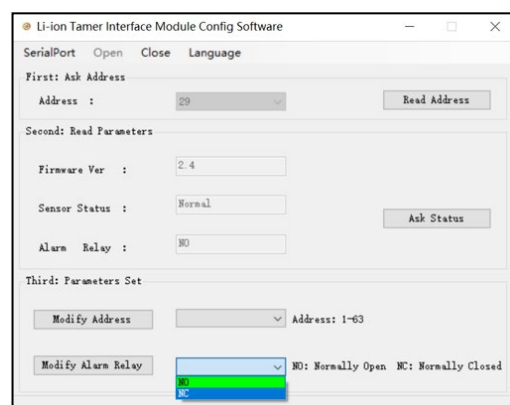 Li-ion Tamer Interface Module Config Software
SerialPort Open Close Language
First: Ask Address
Address : 29 Read Address
Second: Read Parameters
Firmware Ver : 2.4
Sensor Status : Normal
Ask Status
Alarm Relay : NO
Third: Parameters Set
Modify Address Address: 1-63
Modify Alarm Relay NO: Normally Open NC: Normally Closed
NO
NC